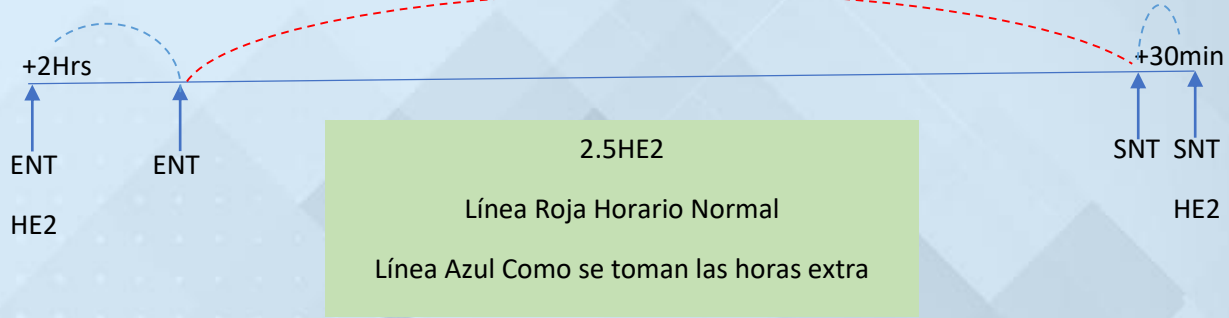 +2Hrs
+30min
ENT
ENT
SNT SNT
HE2
HE2
2.5HE2
Línea Roja Horario Normal
Línea Azul Como se toman las horas extra